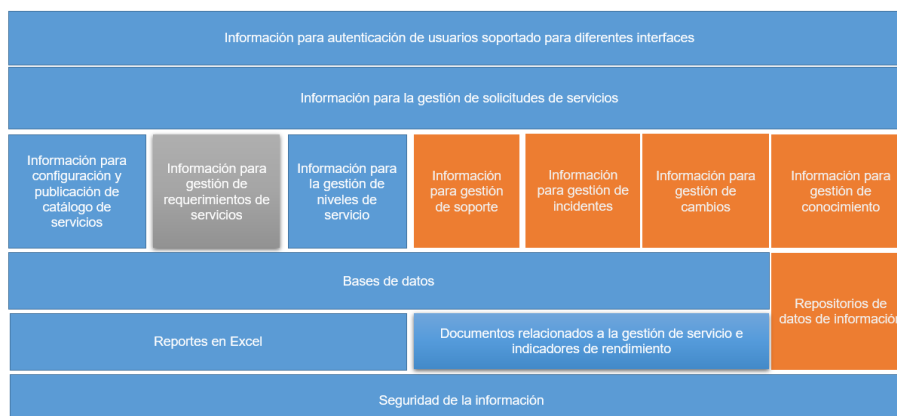 Información para autenticación de usuarios soportado para diferentes interfaces
Información para la gestión de solicitudes de servicios
Información para
configuración y
publicación de
catálogo de
servicios
Información para
gestión de
requerimientos de
servicios
Información para
la gestión de
niveles de
servicio
Información
para gestión
de soporte
Información
para gestión de
incidentes
Información para
gestión de
cambios
Información para
gestión de
conocimiento
Bases de datos
Repositorios de
datos de información
Reportes en Excel
Documentos relacionados a la gestión de servicio e
indicadores de rendimiento
Seguridad de la información